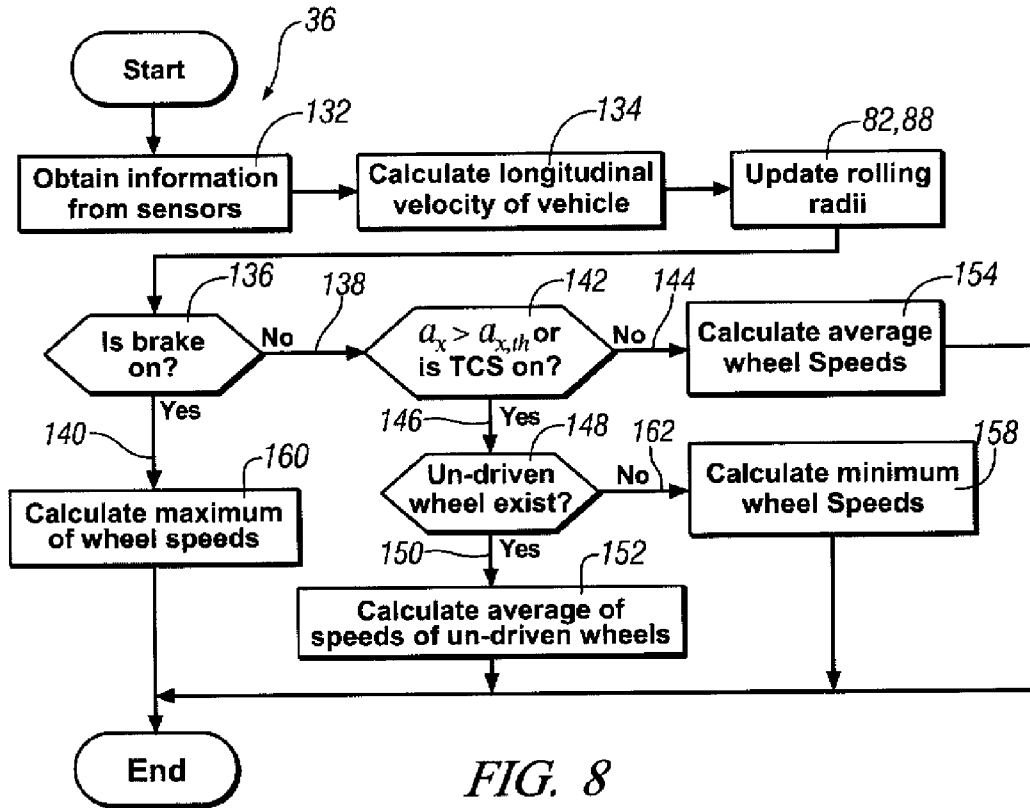 36
Start
132
134
82,88
Obtain information
from sensors
Calculate longitudinal
velocity of vehicle
Update rolling
radii
136
138
142
144
154
Is brake
on?
No
aₓ > aₓ,ₜₕ or
is TCS on?
No
Calculate average
wheel Speeds
Yes
140
146
Yes
148
162
160
158
Un-driven
wheel exist?
No
Calculate minimum
wheel Speeds
Calculate maximum
of wheel speeds
150
Yes
152
Calculate average of
speeds of un-driven wheels
End
FIG. 8